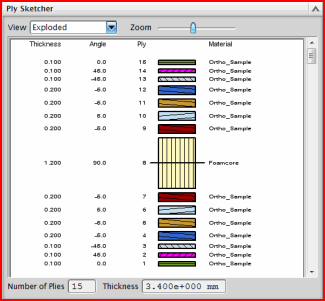 Ply Sketcher
View Exploded Zoom
Thickness Angle Ply Material
0.100 0.0 15 Ortho_Sample
0.100 45.0 14 Ortho_Sample
0.100 -45.0 13 Ortho_Sample
0.200 -5.0 12 Ortho_Sample
0.200 -5.0 11 Ortho_Sample
0.200 5.0 10 Ortho_Sample
0.200 -5.0 9 Ortho_Sample
1.200 90.0 8 Foamcore
0.200 -5.0 7 Ortho_Sample
0.200 5.0 6 Ortho_Sample
0.200 -5.0 5 Ortho_Sample
0.200 -5.0 4 Ortho_Sample
0.100 -45.0 3 Ortho_Sample
0.100 45.0 2 Ortho_Sample
0.100 0.0 1 Ortho_Sample
Number of Plies 15 Thickness 3.400e+000 mm